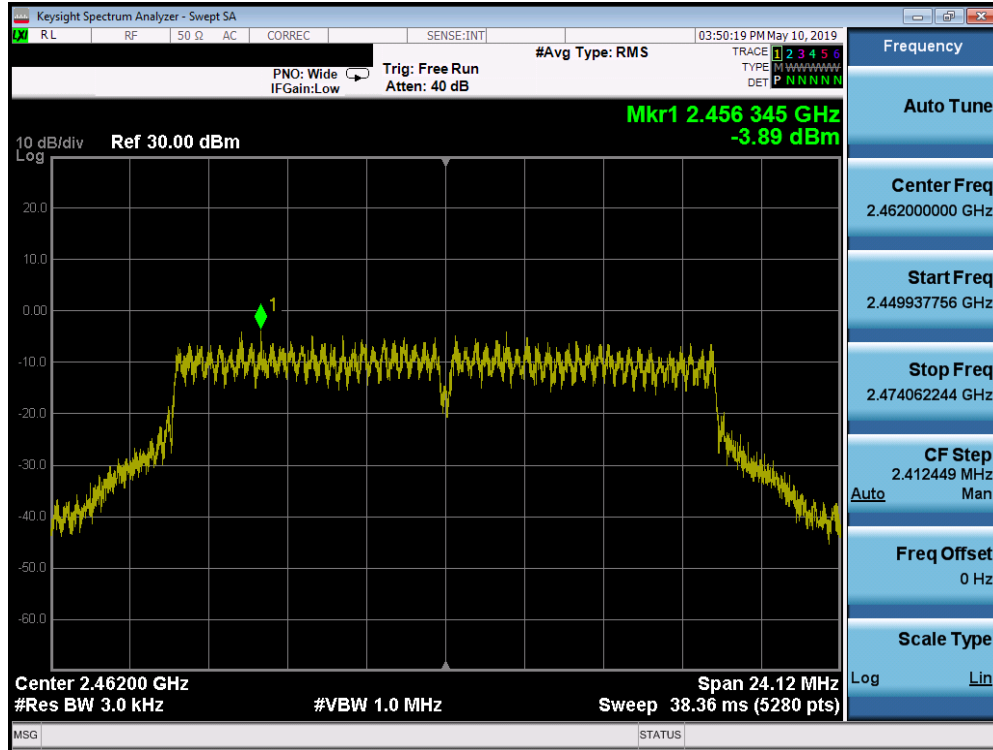 Keysight Spectrum Analyzer - Swept SA
LXI RL RF 50 Ω AC CORREC SENSE:INT 03:50:19 PM May 10, 2019
#Avg Type: RMS
TRACE 1 2 3 4 5 6
PNO: Wide Trig: Free Run TYPE M WWWWW
IFGain:Low Atten: 40 dB DET P N N N N N
Mkr1 2.456 345 GHz
-3.89 dBm
10 dB/div Ref 30.00 dBm
Log
20.0
10.0
1
0.00
-10.0
-20.0
-30.0
-40.0
-50.0
-60.0
Center 2.46200 GHz Span 24.12 MHz
#Res BW 3.0 kHz #VBW 1.0 MHz Sweep 38.36 ms (5280 pts)
MSG STATUS
Frequency
Auto Tune
Center Freq
2.462000000 GHz
Start Freq
2.449937756 GHz
Stop Freq
2.474062244 GHz
CF Step
2.412449 MHz
Auto Man
Freq Offset
0 Hz
Scale Type
Log Lin